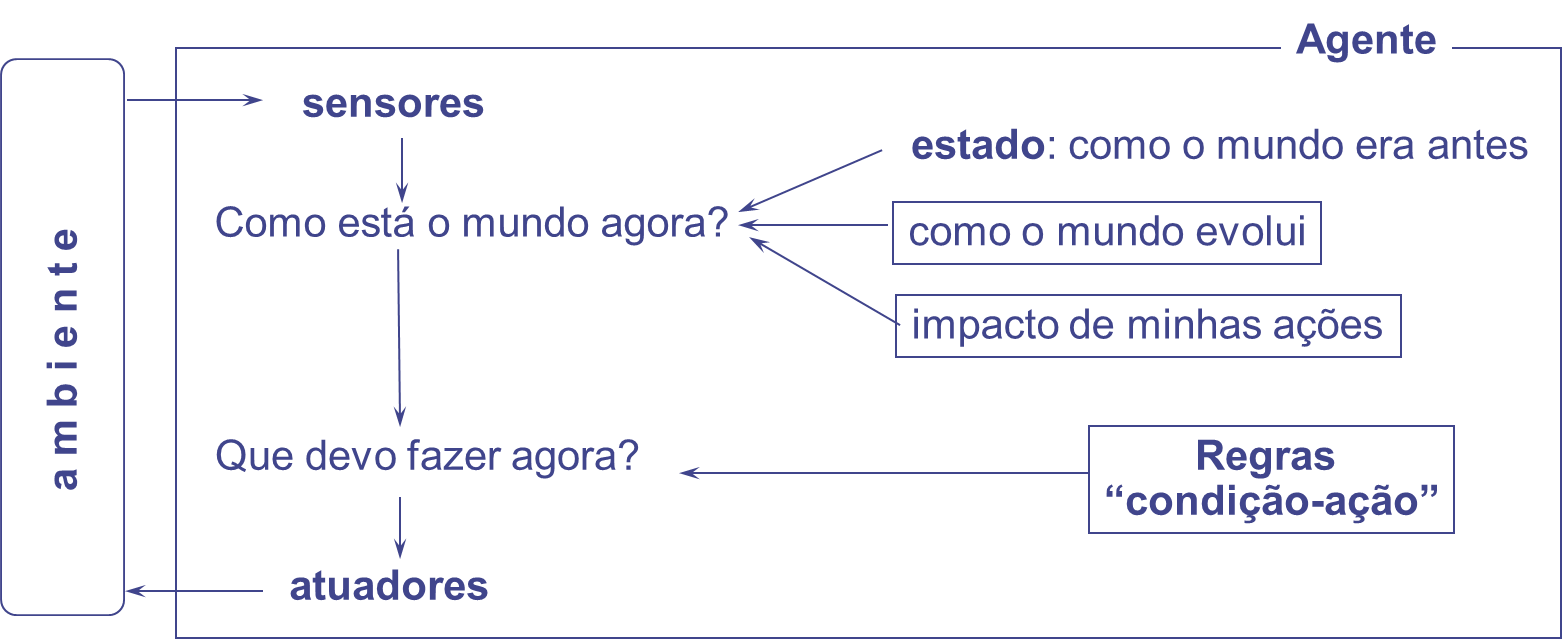 Agente
ambiente
sensores
estado: como o mundo era antes
Como está o mundo agora?
como o mundo evolui
impacto de minhas ações
Que devo fazer agora?
Regras
“condição-ação”
atuadores